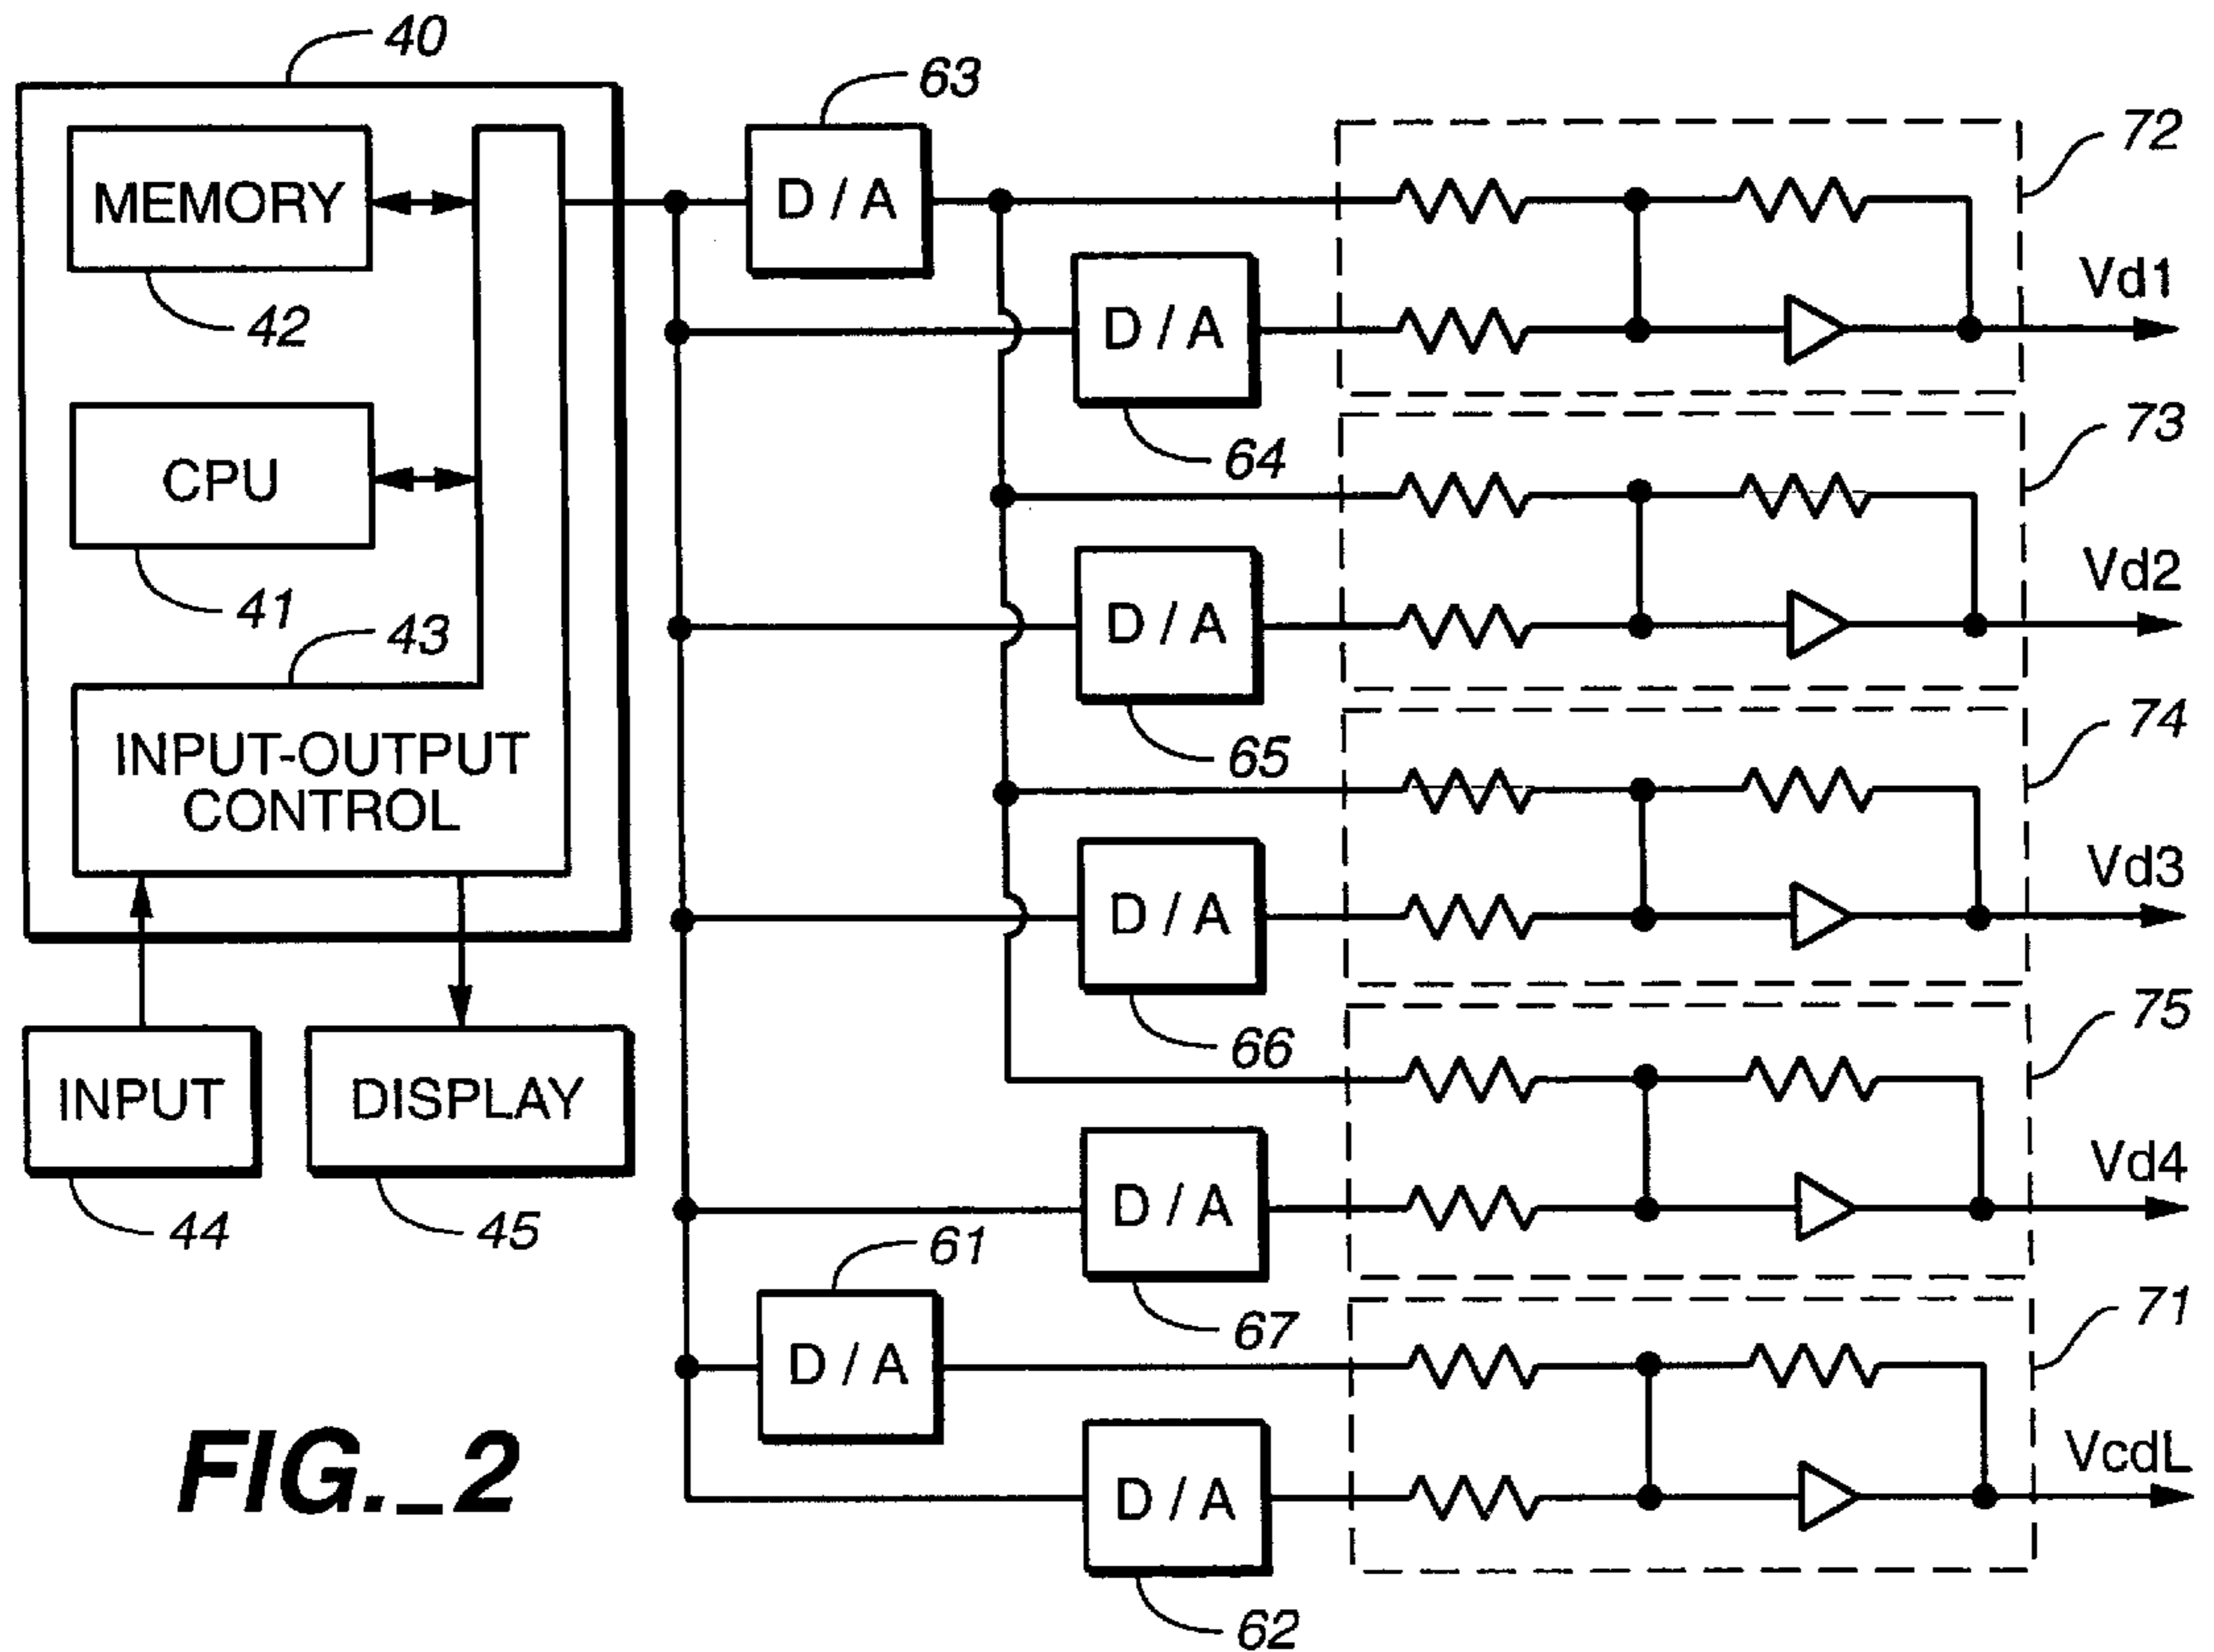 40
63
72
MEMORY
D / A
Vd1
42
D / A
73
64
CPU
Vd2
41
43
D / A
74
65
INPUT-OUTPUT
CONTROL
Vd3
D / A
75
66
INPUT
DISPLAY
Vd4
44
45
D / A
61
67
71
D / A
VcdL
FIG._2
D / A
62